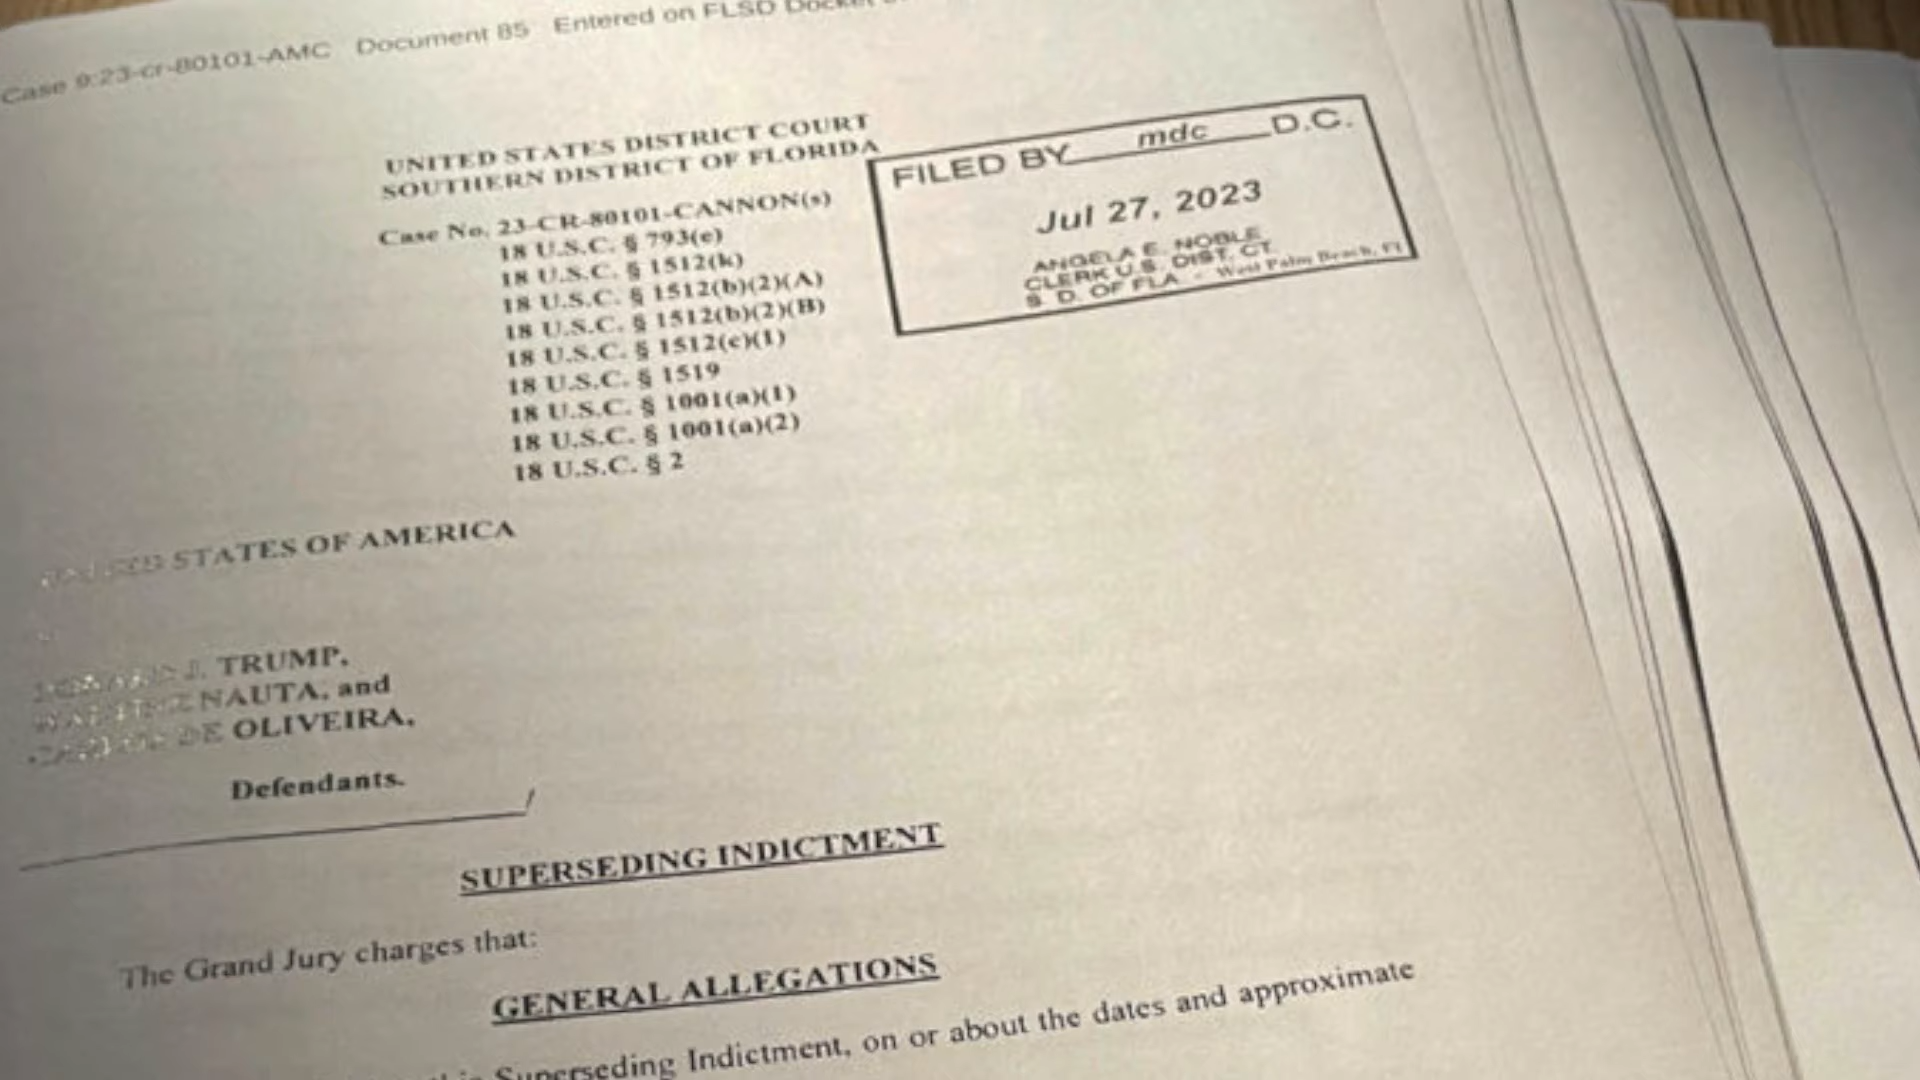 Case 9:23-cr-80101-AMC Document 85 Entered on FLSD Docket
UNITED STATES DISTRICT COURT
SOUTHERN DISTRICT OF FLORIDA
Case No. 23-CR-80101-CANNON(s)
18 U.S.C. § 793(e)
18 U.S.C. § 1512(k)
18 U.S.C. § 1512(b)(2)(A)
18 U.S.C. § 1512(b)(2)(B)
18 U.S.C. § 1512(c)(1)
18 U.S.C. § 1519
18 U.S.C. § 1001(a)(1)
18 U.S.C. § 1001(a)(2)
18 U.S.C. § 2
FILED BY mdc D.C.
Jul 27, 2023
ANGELA E. NOBLE
CLERK U.S. DIST. CT.
S. D. OF FLA. - West Palm Beach, Fl
UNITED STATES OF AMERICA
J. TRUMP,
NAUTA, and
DE OLIVEIRA,
Defendants.
/
SUPERSEDING INDICTMENT
The Grand Jury charges that:
GENERAL ALLEGATIONS
Superseding Indictment, on or about the dates and approximate